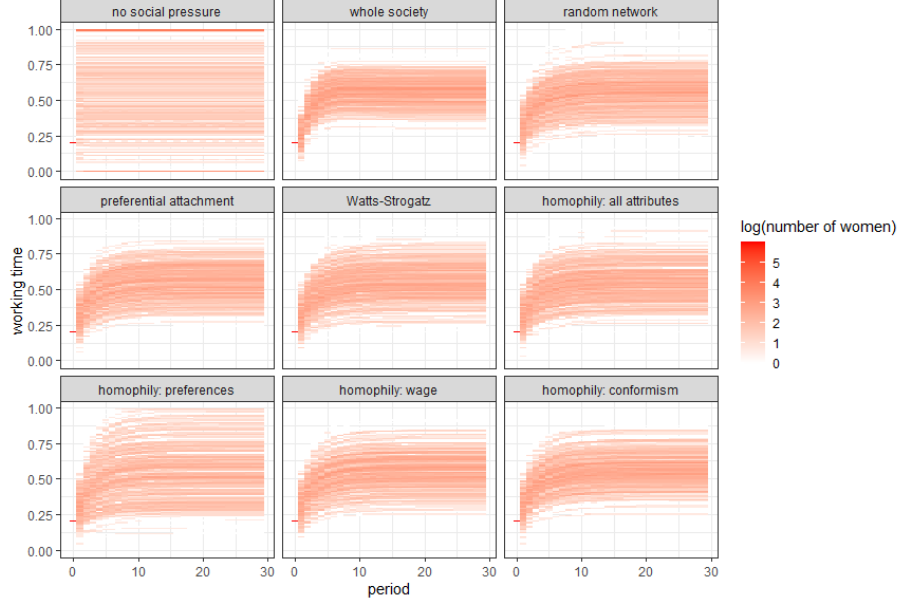 no social pressure
whole society
random network
1.00
0.75
0.50
0.25
0.00
preferential attachment
Watts-Strogatz
homophily: all attributes
1.00
0.75
0.50
0.25
0.00
working time
homophily: preferences
homophily: wage
homophily: conformism
1.00
0.75
0.50
0.25
0.00
0 10 20 30
0 10 20 30
0 10 20 30
period
log(number of women)
5
4
3
2
1
0